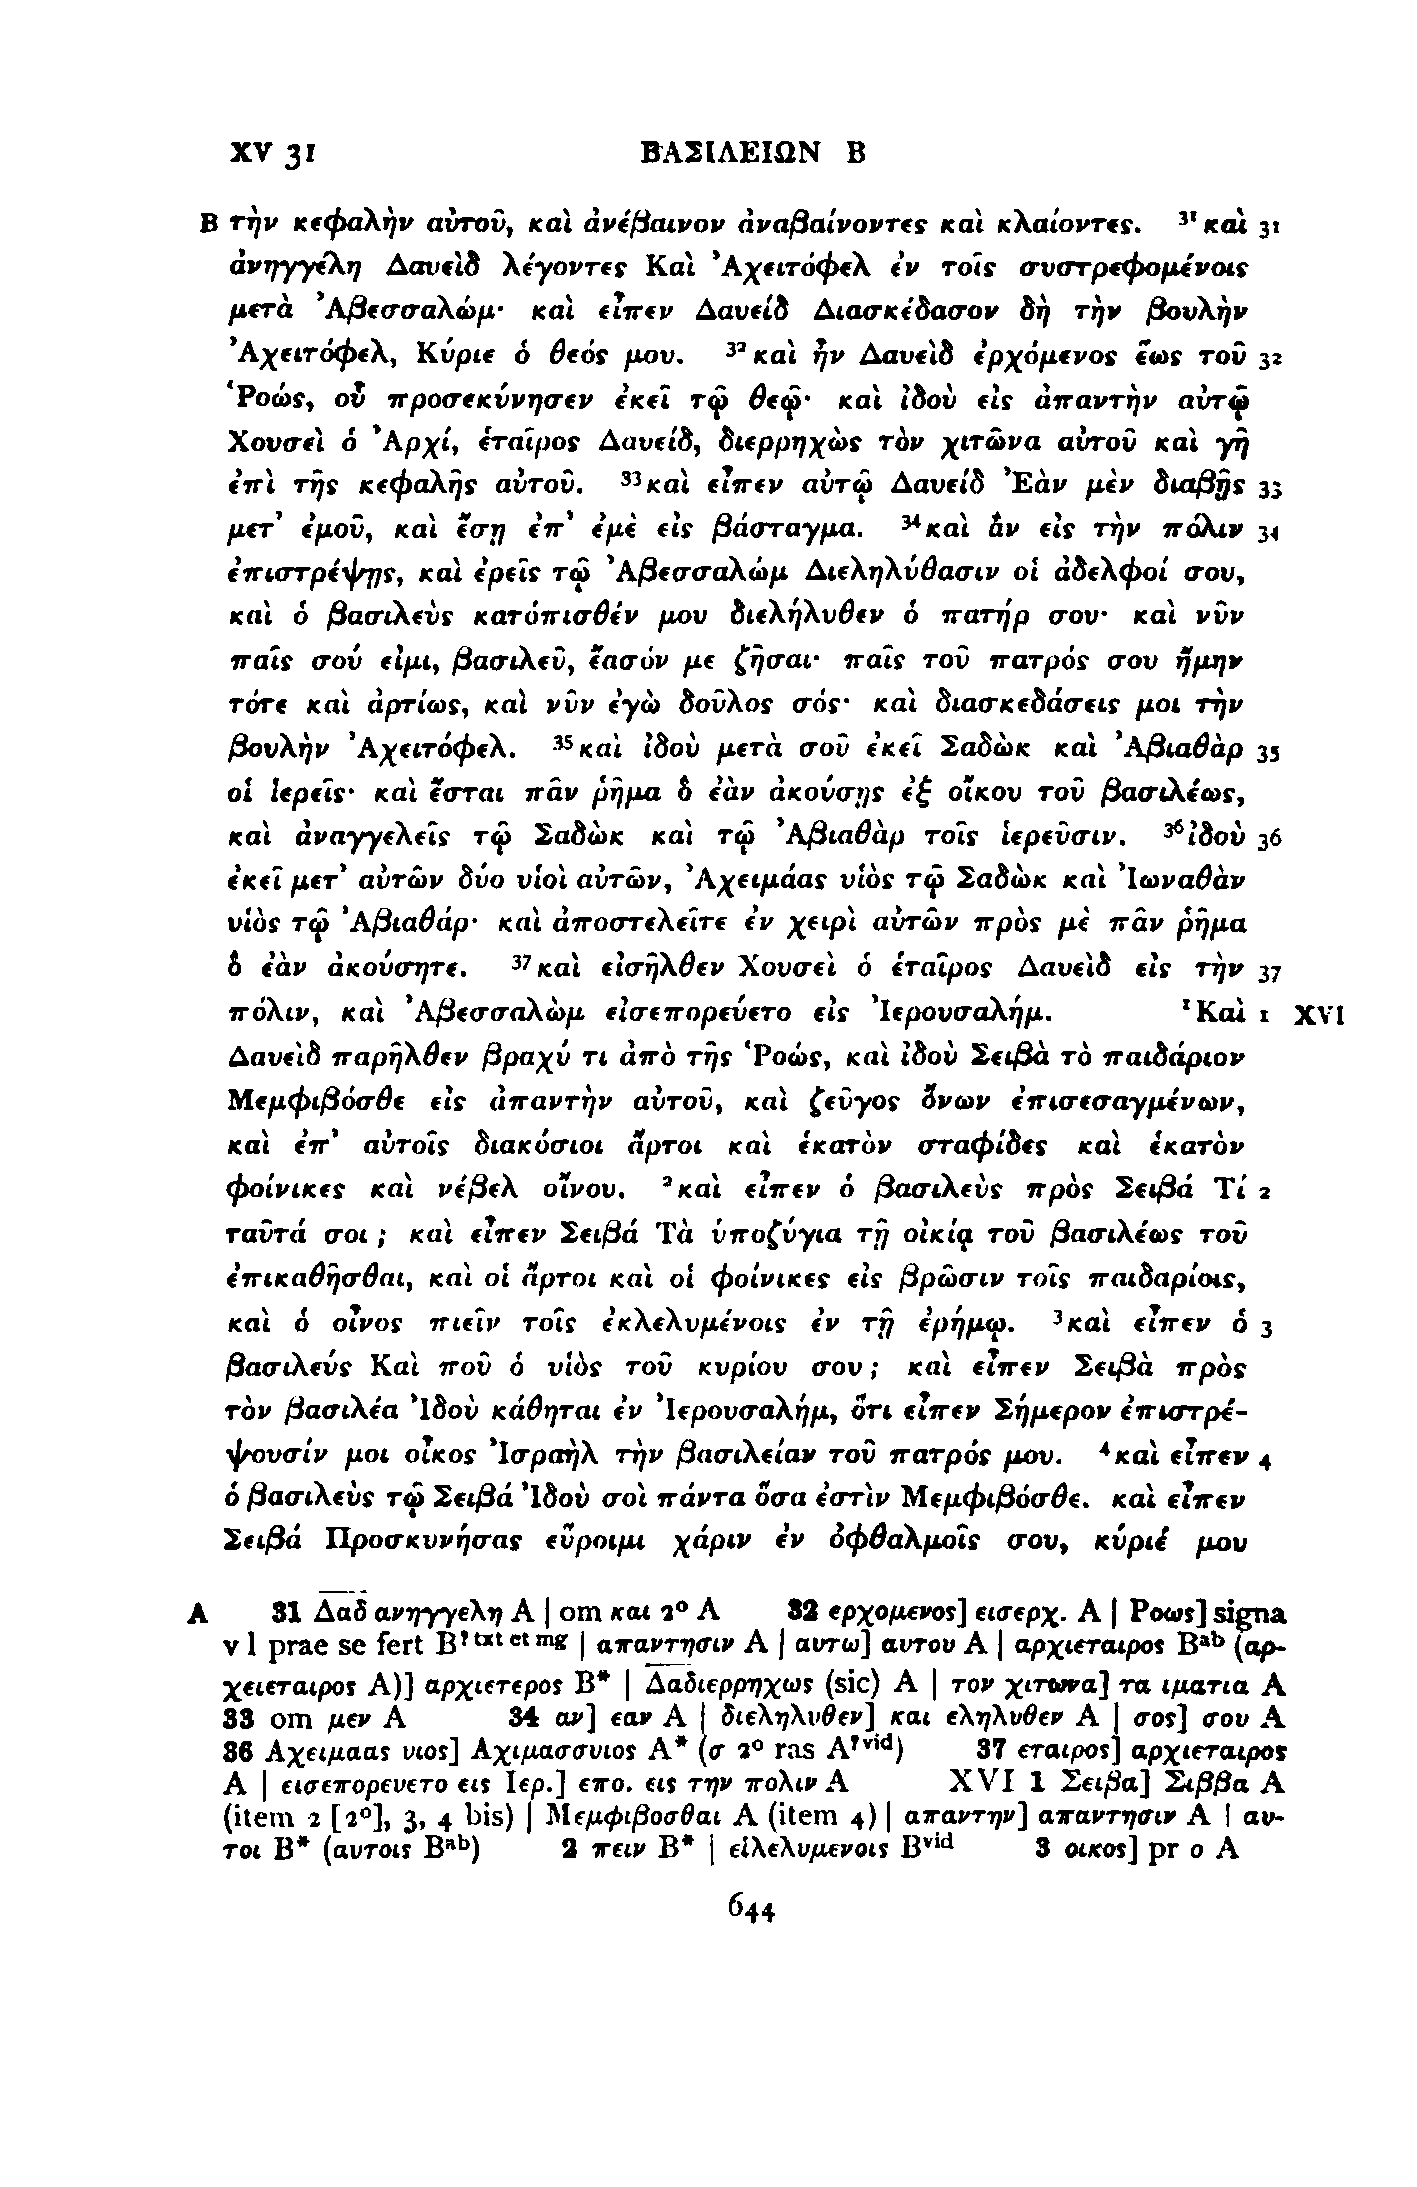 XV 31 ΒΑΣΙΛΕΙΩΝ Β
B τὴν κεφαλὴν αὐτοῦ, καὶ ἀνέβαινον ἀναβαίνοντες καὶ κλαίοντες. ³¹καὶ 31
ἀνηγγέλη Δαυεὶδ λέγοντες Καὶ Ἀχειτόφελ ἐν τοῖς συστρεφομένοις
μετὰ Ἀβεσσαλώμ· καὶ εἶπεν Δαυείδ Διασκέδασον δὴ τὴν βουλὴν
Ἀχειτόφελ, Κύριε ὁ θεός μου. ³²καὶ ἦν Δαυεὶδ ἐρχόμενος ἕως τοῦ 32
Ῥοώς, οὗ προσεκύνησεν ἐκεῖ τῷ θεῷ· καὶ ἰδοὺ εἰς ἀπαντὴν αὐτῷ
Χουσεὶ ὁ Ἀρχί, ἑταῖρος Δαυείδ, διερρηχὼς τὸν χιτῶνα αὐτοῦ καὶ γῆ
ἐπὶ τῆς κεφαλῆς αὐτοῦ. ³³καὶ εἶπεν αὐτῷ Δαυείδ Ἐὰν μὲν διαβῇς 33
μετ’ ἐμοῦ, καὶ ἔσῃ ἐπ’ ἐμὲ εἰς βάσταγμα. ³⁴καὶ ἂν εἰς τὴν πόλιν 34
ἐπιστρέψῃς, καὶ ἐρεῖς τῷ Ἀβεσσαλώμ Διεληλύθασιν οἱ ἀδελφοί σου,
καὶ ὁ βασιλεὺς κατόπισθέν μου διελήλυθεν ὁ πατήρ σου· καὶ νῦν
παῖς σού εἰμι, βασιλεῦ, ἔασόν με ζῆσαι· παῖς τοῦ πατρός σου ἤμην
τότε καὶ ἀρτίως, καὶ νῦν ἐγὼ δοῦλος σός· καὶ διασκεδάσεις μοι τὴν
βουλὴν Ἀχειτόφελ. ³⁵καὶ ἰδοὺ μετὰ σοῦ ἐκεῖ Σαδὼκ καὶ Ἀβιαθὰρ 35
οἱ ἱερεῖς· καὶ ἔσται πᾶν ῥῆμα ὃ ἐὰν ἀκούσῃς ἐξ οἴκου τοῦ βασιλέως,
καὶ ἀναγγελεῖς τῷ Σαδὼκ καὶ τῷ Ἀβιαθὰρ τοῖς ἱερεῦσιν. ³⁶ἰδοὺ 36
ἐκεῖ μετ’ αὐτῶν δύο υἱοὶ αὐτῶν, Ἀχειμάας υἱὸς τῷ Σαδὼκ καὶ Ἰωναθὰν
υἱὸς τῷ Ἀβιαθάρ· καὶ ἀποστελεῖτε ἐν χειρὶ αὐτῶν πρὸς μὲ πᾶν ῥῆμα
ὃ ἐὰν ἀκούσητε. ³⁷καὶ εἰσῆλθεν Χουσεὶ ὁ ἑταῖρος Δαυεὶδ εἰς τὴν 37
πόλιν, καὶ Ἀβεσσαλὼμ εἰσεπορεύετο εἰς Ἰερουσαλήμ. ¹Καὶ 1 XVI
Δαυεὶδ παρῆλθεν βραχύ τι ἀπὸ τῆς Ῥοώς, καὶ ἰδοὺ Σειβὰ τὸ παιδάριον
Μεμφιβόσθε εἰς ἀπαντὴν αὐτοῦ, καὶ ζεῦγος ὄνων ἐπισεσαγμένων,
καὶ ἐπ’ αὐτοῖς διακόσιοι ἄρτοι καὶ ἑκατὸν σταφίδες καὶ ἑκατὸν
φοίνικες καὶ νέβελ οἴνου. ²καὶ εἶπεν ὁ βασιλεὺς πρὸς Σειβά Τί 2
ταῦτά σοι ; καὶ εἶπεν Σειβά Τὰ ὑποζύγια τῇ οἰκίᾳ τοῦ βασιλέως τοῦ
ἐπικαθῆσθαι, καὶ οἱ ἄρτοι καὶ οἱ φοίνικες εἰς βρῶσιν τοῖς παιδαρίοις,
καὶ ὁ οἶνος πιεῖν τοῖς ἐκλελυμένοις ἐν τῇ ἐρήμῳ. ³καὶ εἶπεν ὁ 3
βασιλεύς Καὶ ποῦ ὁ υἱὸς τοῦ κυρίου σου ; καὶ εἶπεν Σειβὰ πρὸς
τὸν βασιλέα Ἰδοὺ κάθηται ἐν Ἰερουσαλήμ, ὅτι εἶπεν Σήμερον ἐπιστρέ-
ψουσίν μοι οἶκος Ἰσραὴλ τὴν βασιλείαν τοῦ πατρός μου. ⁴καὶ εἶπεν 4
ὁ βασιλεὺς τῷ Σειβά Ἰδοὺ σοὶ πάντα ὅσα ἐστὶν Μεμφιβόσθε. καὶ εἶπεν
Σειβά Προσκυνήσας εὕροιμι χάριν ἐν ὀφθαλμοῖς σου, κύριέ μου
A 31 Δαδ ανηγγελη A | om και 2° A 32 ερχομενος] εισερχ. A | Ροως] signa
v l prae se fert B? txt et mg | απαντησιν A | αυτω] αυτου A | αρχιεταιρος Bab (αρ-
χειεταιρος A)] αρχιετερος B* | Δαδιερρηχως (sic) A | τον χιτωνα] τα ιματια A
33 om μεν A 34 αν] εαν A | διεληλυθεν] και εληλυθεν A | σος] σου A
36 Αχειμαας υιος] Αχιμασσυιος A* (σ 2° ras A?vid) 37 εταιρος] αρχιεταιρος
A | εισεπορευετο εις Ιερ.] επο. εις την πολιν A XVI 1 Σειβα] Σιββα A
(item 2 [2°], 3, 4 bis) | Μεμφιβοσθαι A (item 4) | απαντην] απαντησιν A | αυ-
τοι B* (αυτοις Bab) 2 πειν B* | ειλελυμενοις Bvid 3 οικος] pr ο A
644